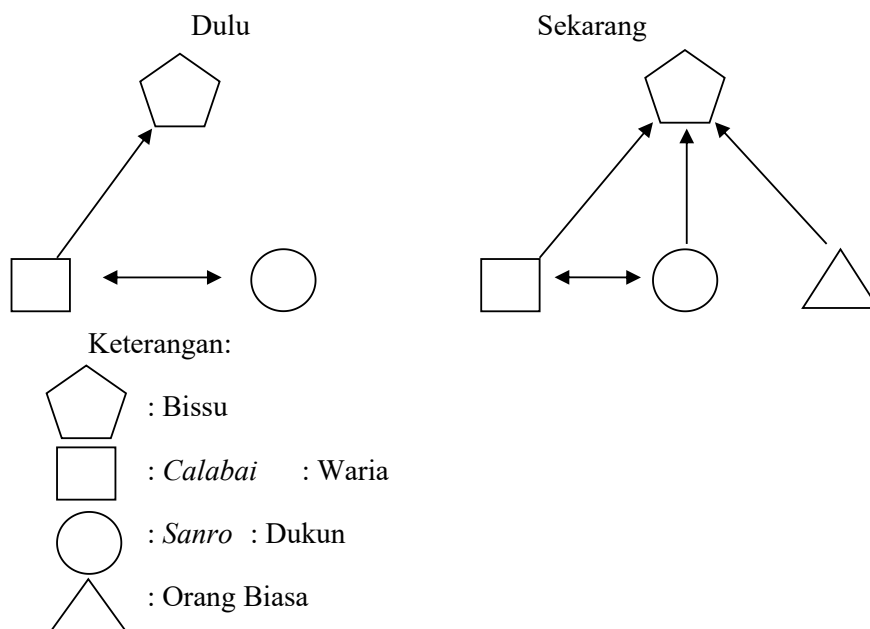 Dulu
Sekarang
Keterangan:
: Bissu
: Calabai : Waria
: Sanro : Dukun
: Orang Biasa